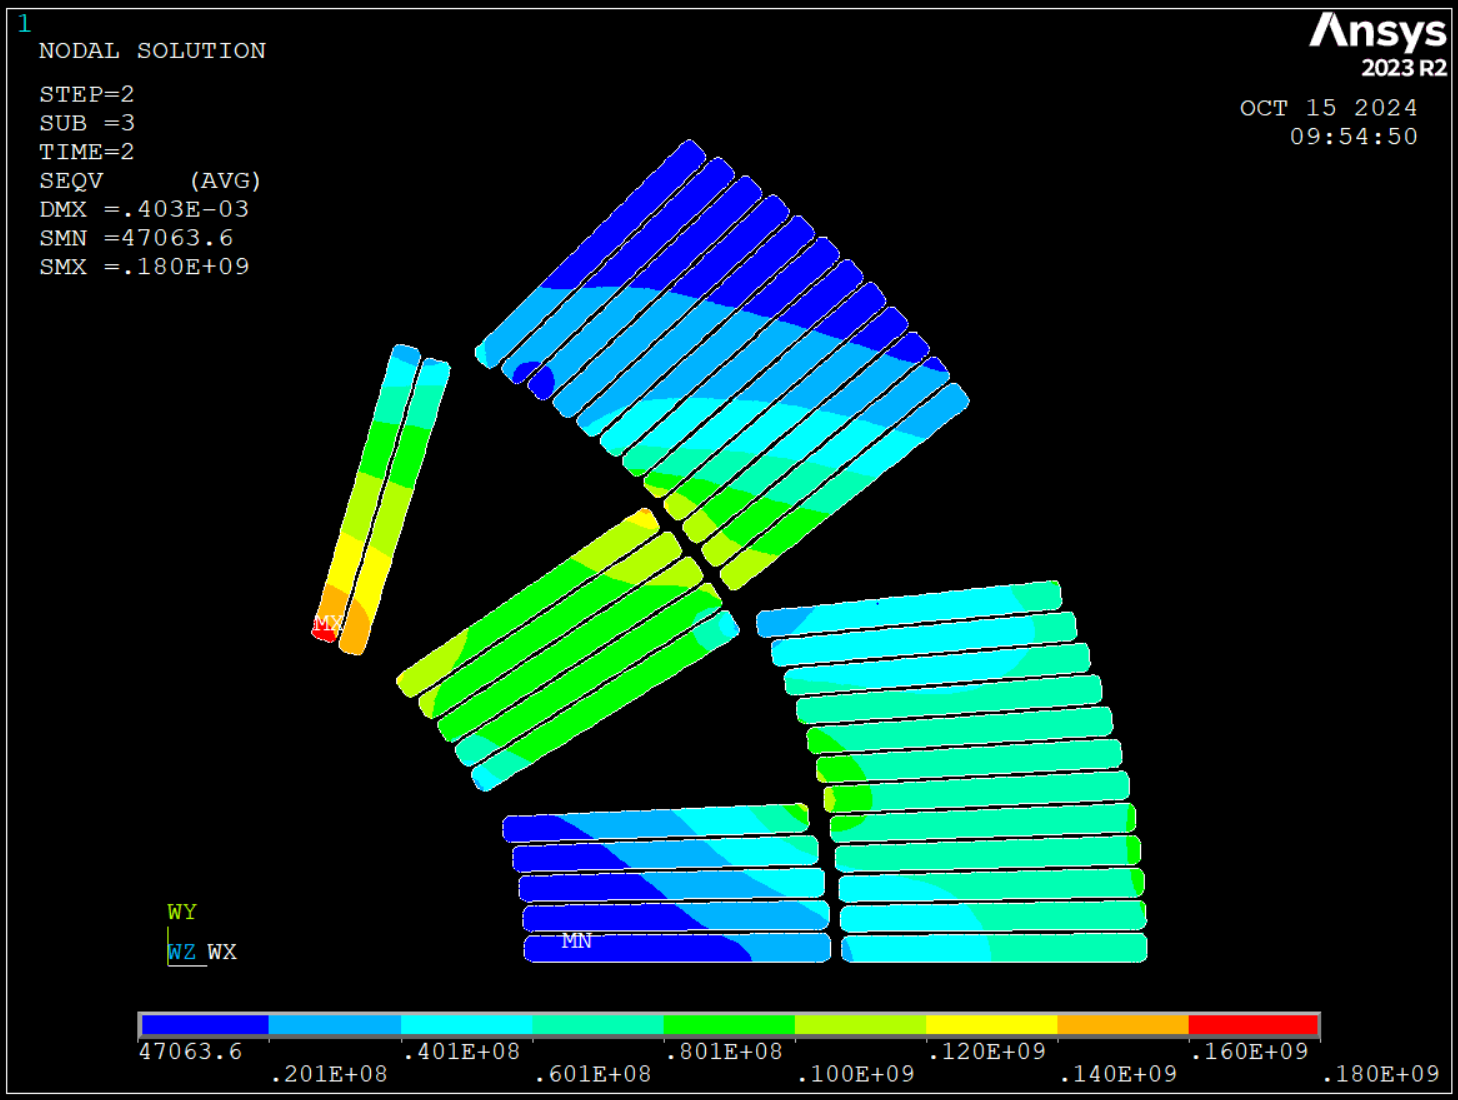 1
NODAL SOLUTION
STEP=2
SUB =3
TIME=2
SEQV (AVG)
DMX =.403E-03
SMN =47063.6
SMX =.180E+09
Ansys
2023 R2
OCT 15 2024
09:54:50
MX
MN
WY
WZ WX
47063.6 .401E+08 .801E+08 .120E+09 .160E+09
.201E+08 .601E+08 .100E+09 .140E+09 .180E+09